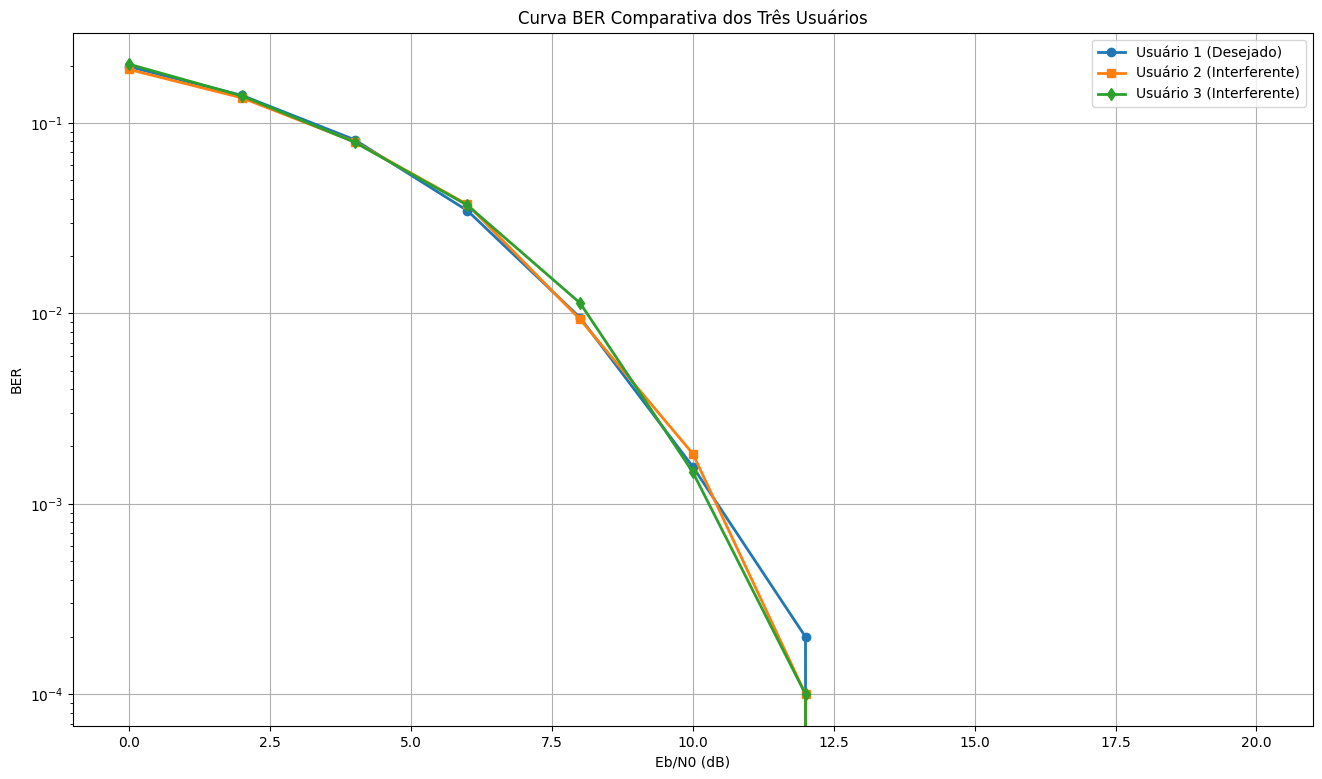 Curva BER Comparativa dos Três Usuários
Usuário 1 (Desejado)
Usuário 2 (Interferente)
Usuário 3 (Interferente)
BER
10⁻¹
10⁻²
10⁻³
10⁻⁴
0.0 2.5 5.0 7.5 10.0 12.5 15.0 17.5 20.0
Eb/N0 (dB)